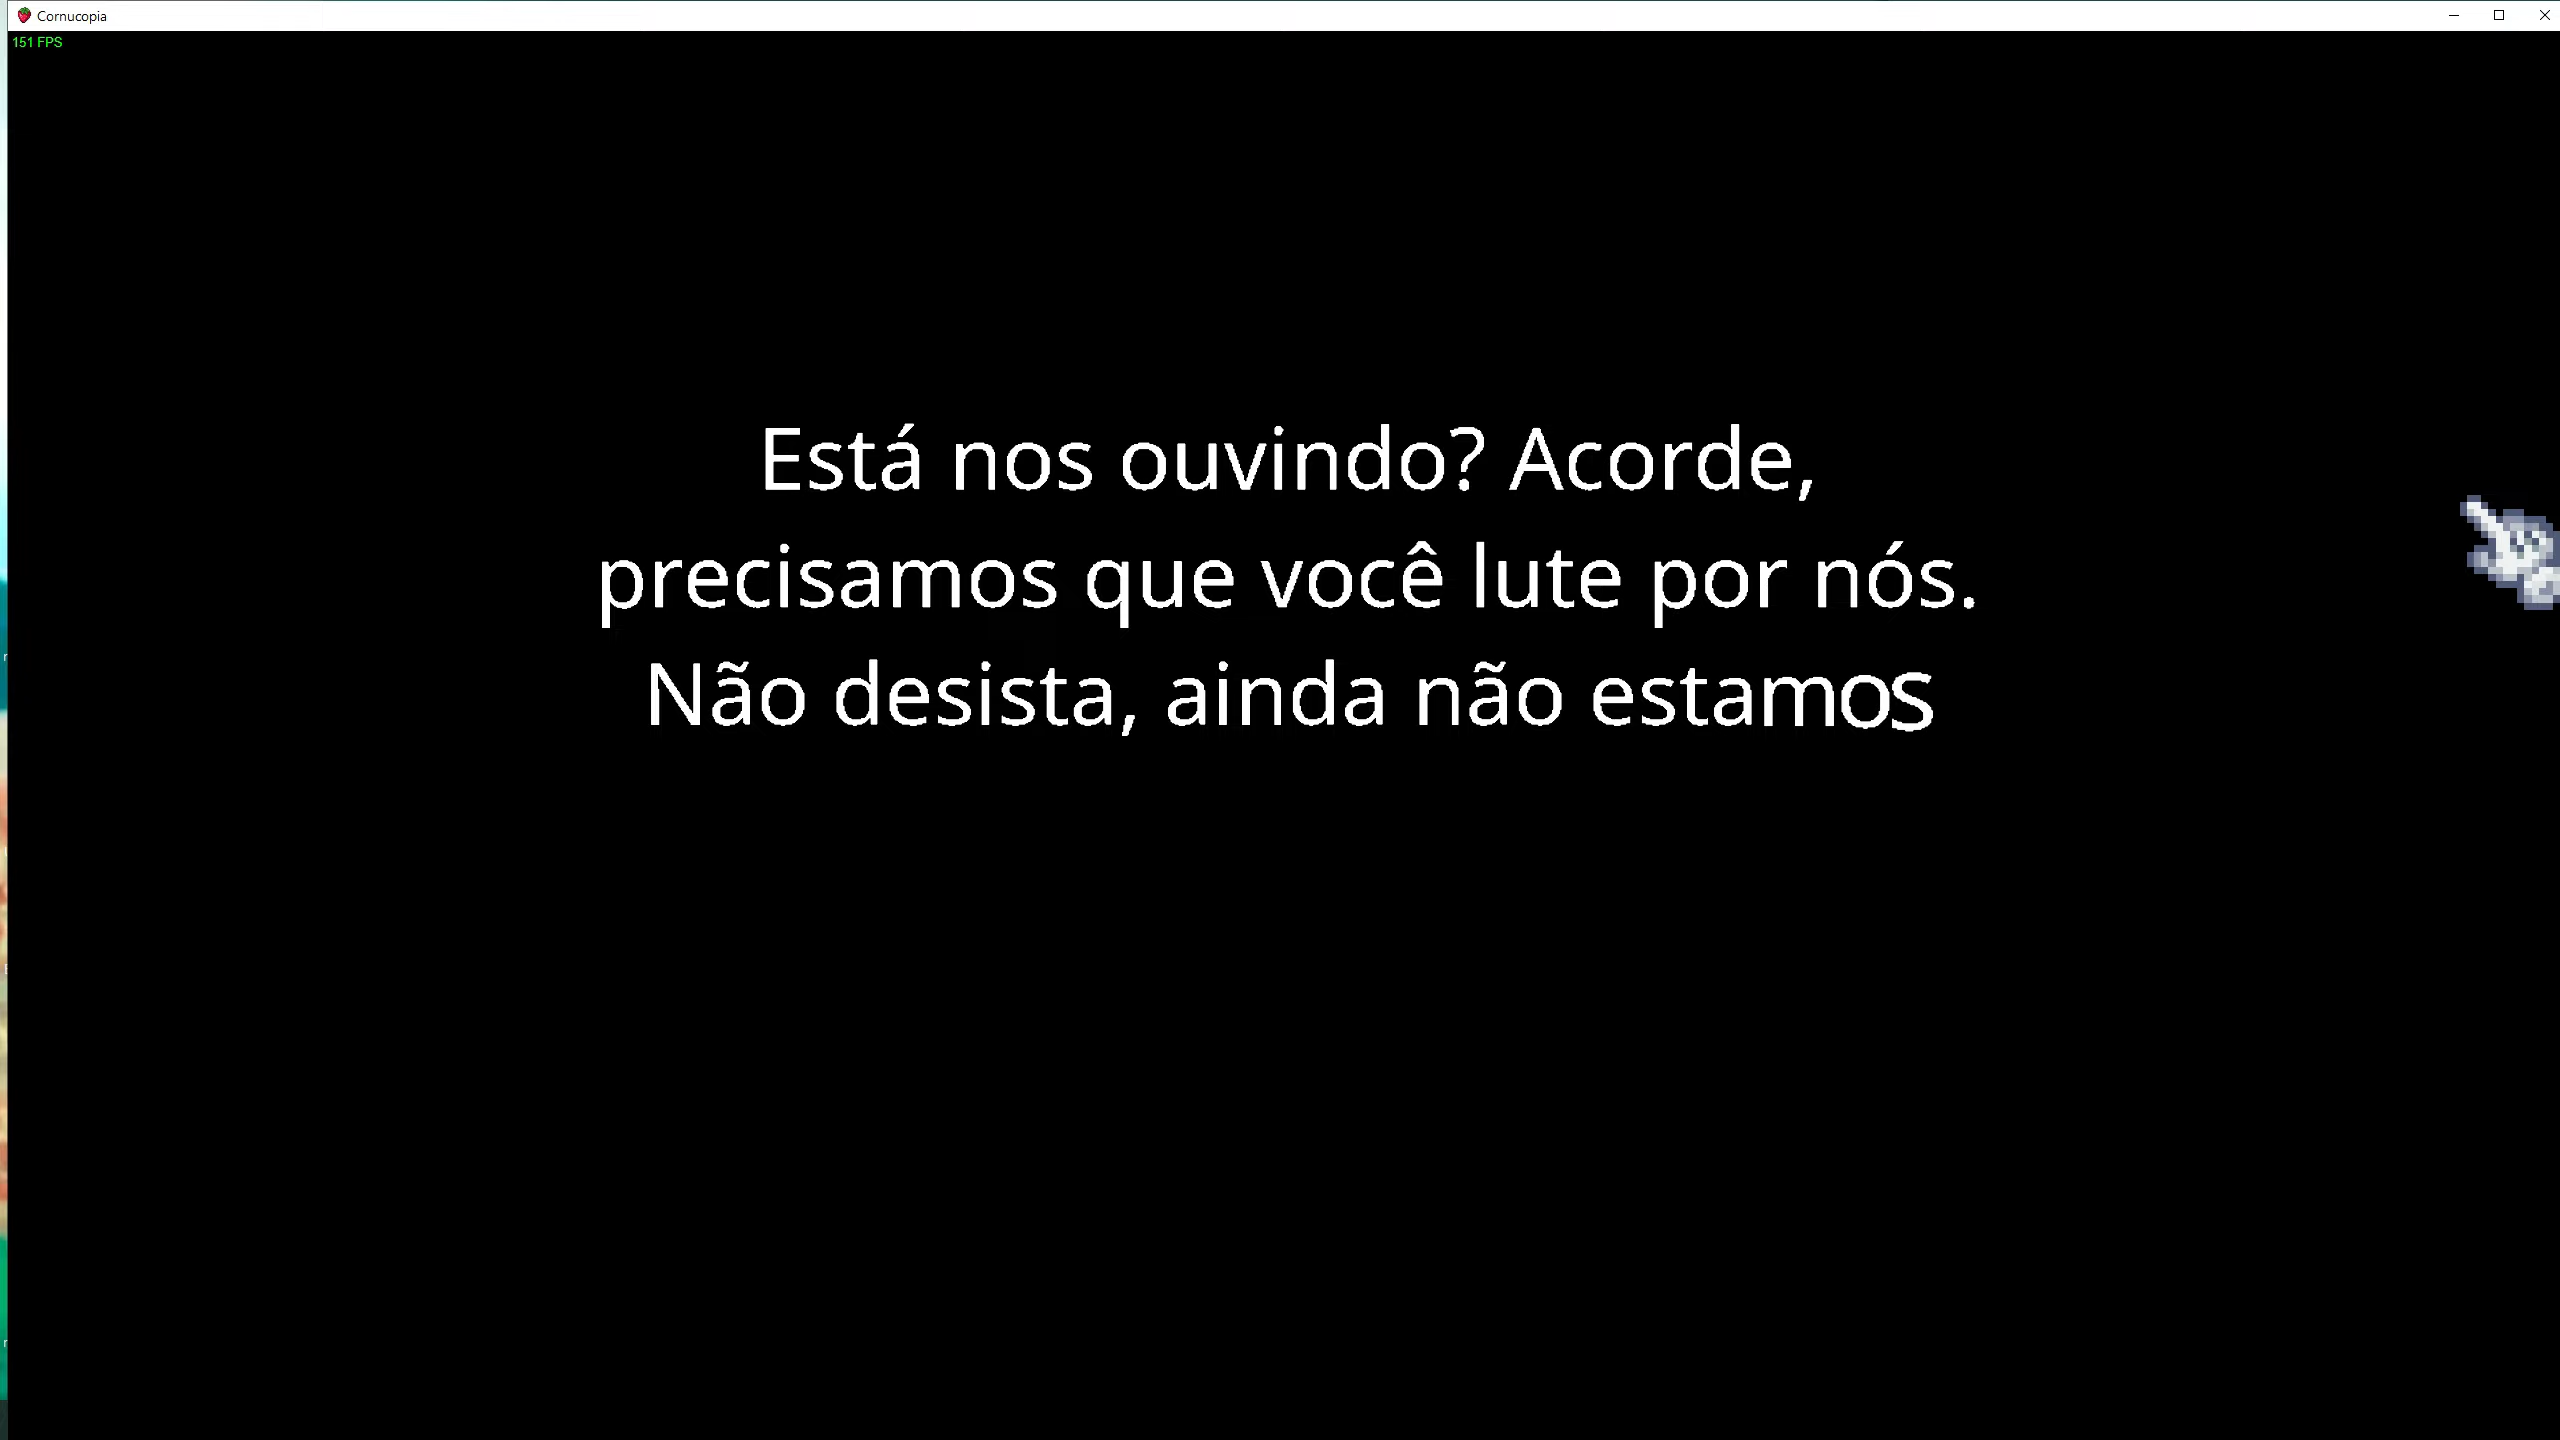 Cornucopia
151 FPS
Está nos ouvindo? Acorde,
precisamos que você lute por nós.
Não desista, ainda não estamos